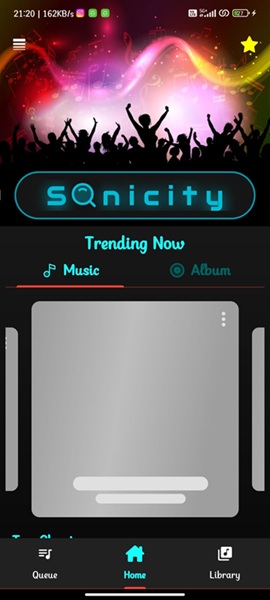 21:20 | 162KB/s
Sonicity
Trending Now
Music
Album
Queue
Home
Library